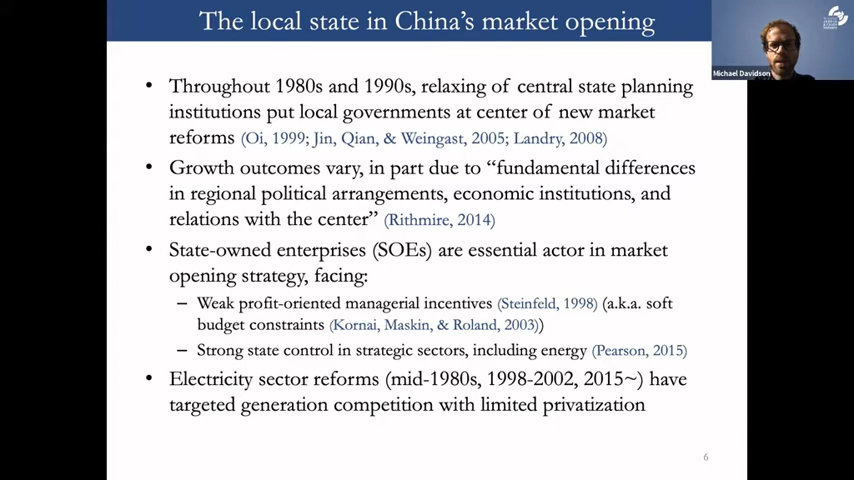 The local state in China's market opening
Michael Davidson
• Throughout 1980s and 1990s, relaxing of central state planning
institutions put local governments at center of new market
reforms (Oi, 1999; Jin, Qian, & Weingast, 2005; Landry, 2008)
• Growth outcomes vary, in part due to “fundamental differences
in regional political arrangements, economic institutions, and
relations with the center” (Rithmire, 2014)
• State-owned enterprises (SOEs) are essential actor in market
opening strategy, facing:
– Weak profit-oriented managerial incentives (Steinfeld, 1998) (a.k.a. soft
budget constraints (Kornai, Maskin, & Roland, 2003))
– Strong state control in strategic sectors, including energy (Pearson, 2015)
• Electricity sector reforms (mid-1980s, 1998-2002, 2015~) have
targeted generation competition with limited privatization
6